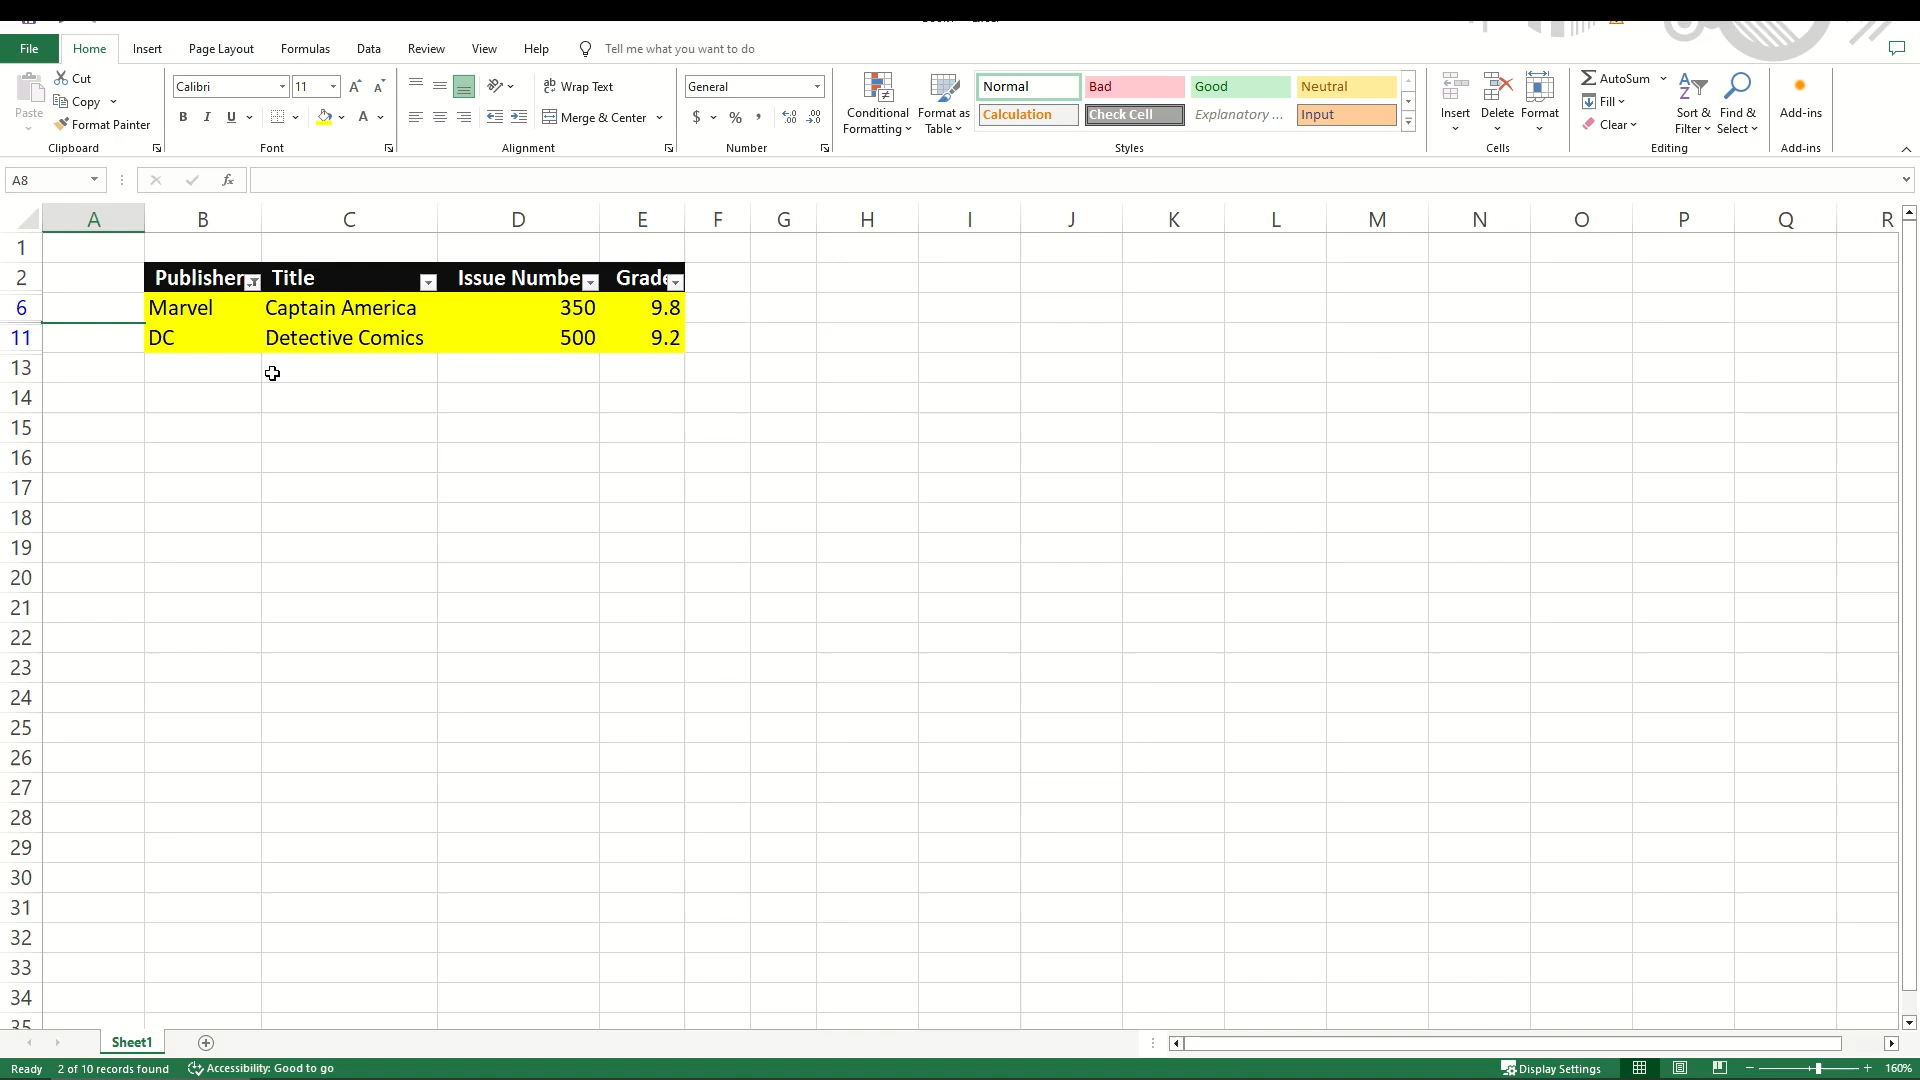 File Home Insert Page Layout Formulas Data Review View Help Tell me what you want to do
Paste Cut Copy Format Painter Clipboard
Calibri 11 B I U A Font
Wrap Text Merge & Center Alignment
General $ % Number
Conditional Formatting Format as Table Normal Bad Good Neutral
Calculation Check Cell Explanatory ... Input Styles
Insert Delete Format Cells
AutoSum Fill Clear Sort & Filter Find & Select Editing
Add-ins Add-ins
A8 fx
A B C D E F G H I J K L M N O P Q R
1
2 Publisher Title Issue Numbe Grade
6 Marvel Captain America 350 9.8
11 DC Detective Comics 500 9.2
13
14
15
16
17
18
19
20
21
22
23
24
25
26
27
28
29
30
31
32
33
34
35
Sheet1
Ready 2 of 10 records found Accessibility: Good to go Display Settings 160%